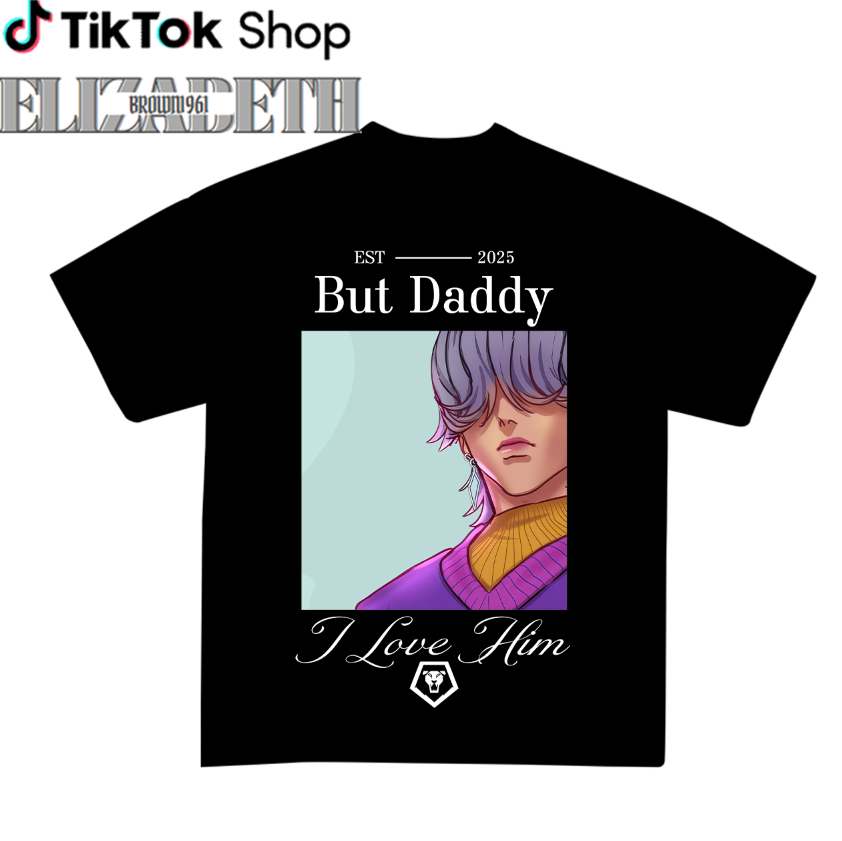 TikTok Shop
ELIZABETH
BROWN1961
EST 2025
But Daddy
I Love Him